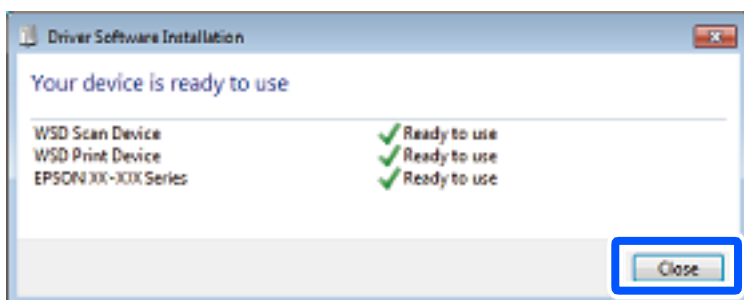 Driver Software Installation
Your device is ready to use
WSD Scan Device Ready to use
WSD Print Device Ready to use
EPSON XX-XXX Series Ready to use
Close